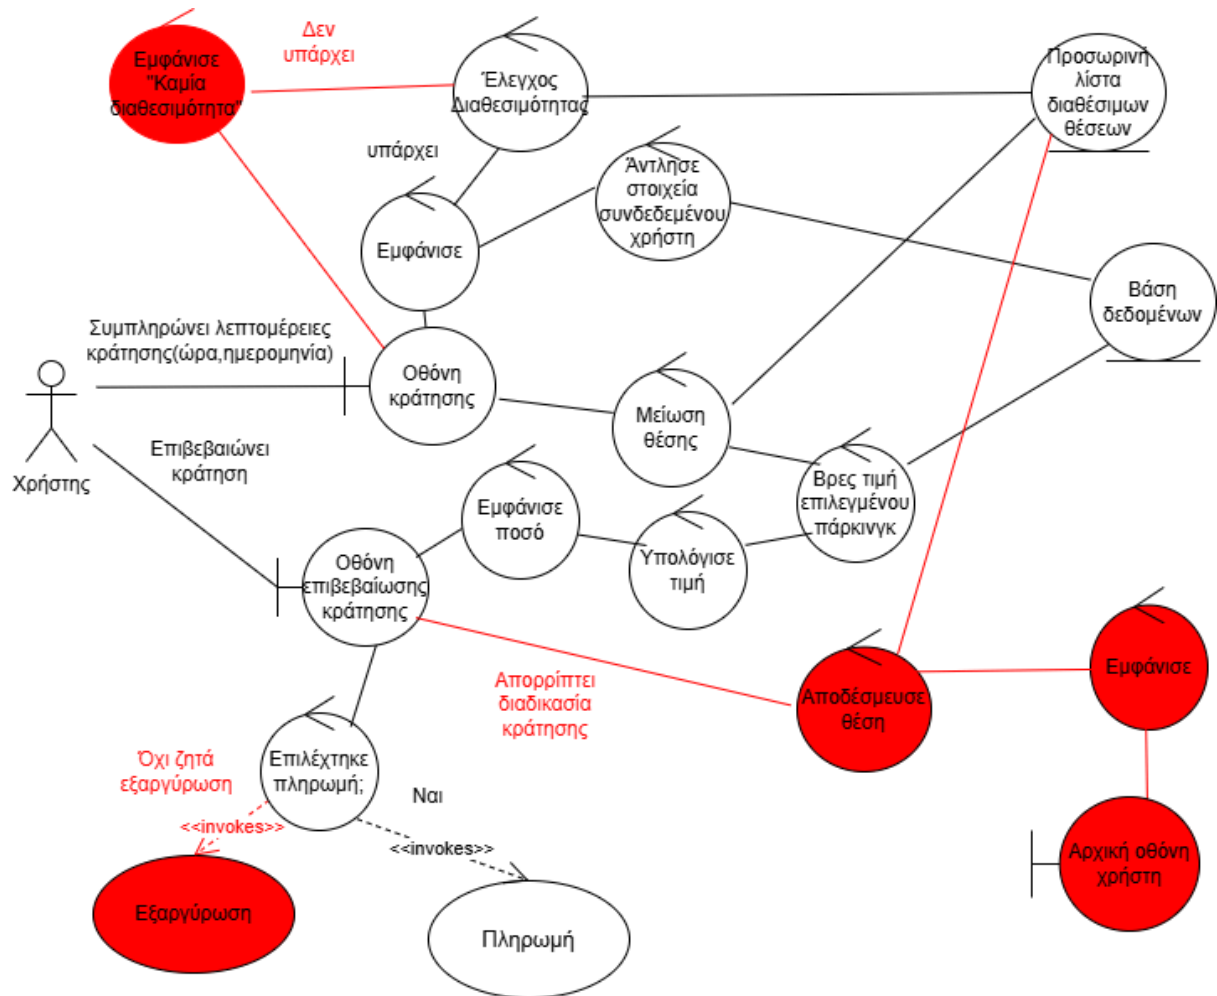 Εμφάνισε
"Καμία
διαθεσιμότητα"
Δεν
υπάρχει
Έλεγχος
Διαθεσιμότητας
Προσωρινή
λίστα
διαθέσιμων
θέσεων
υπάρχει
Άντλησε
στοιχεία
συνδεδεμένου
χρήστη
Εμφάνισε
Βάση
δεδομένων
Συμπληρώνει λεπτομέρειες
κράτησης(ώρα,ημερομηνία)
Οθόνη
κράτησης
Μείωση
θέσης
Χρήστης
Επιβεβαιώνει
κράτηση
Εμφάνισε
ποσό
Βρες τιμή
επιλεγμένου
πάρκινγκ
Υπολόγισε
τιμή
Οθόνη
επιβεβαίωσης
κράτησης
Απορρίπτει
διαδικασία
κράτησης
Αποδέσμευσε
θέση
Εμφάνισε
Όχι ζητά
εξαργύρωση
Επιλέχτηκε
πληρωμή;
Ναι
<<invokes>>
<<invokes>>
Αρχική οθόνη
χρήστη
Εξαργύρωση
Πληρωμή